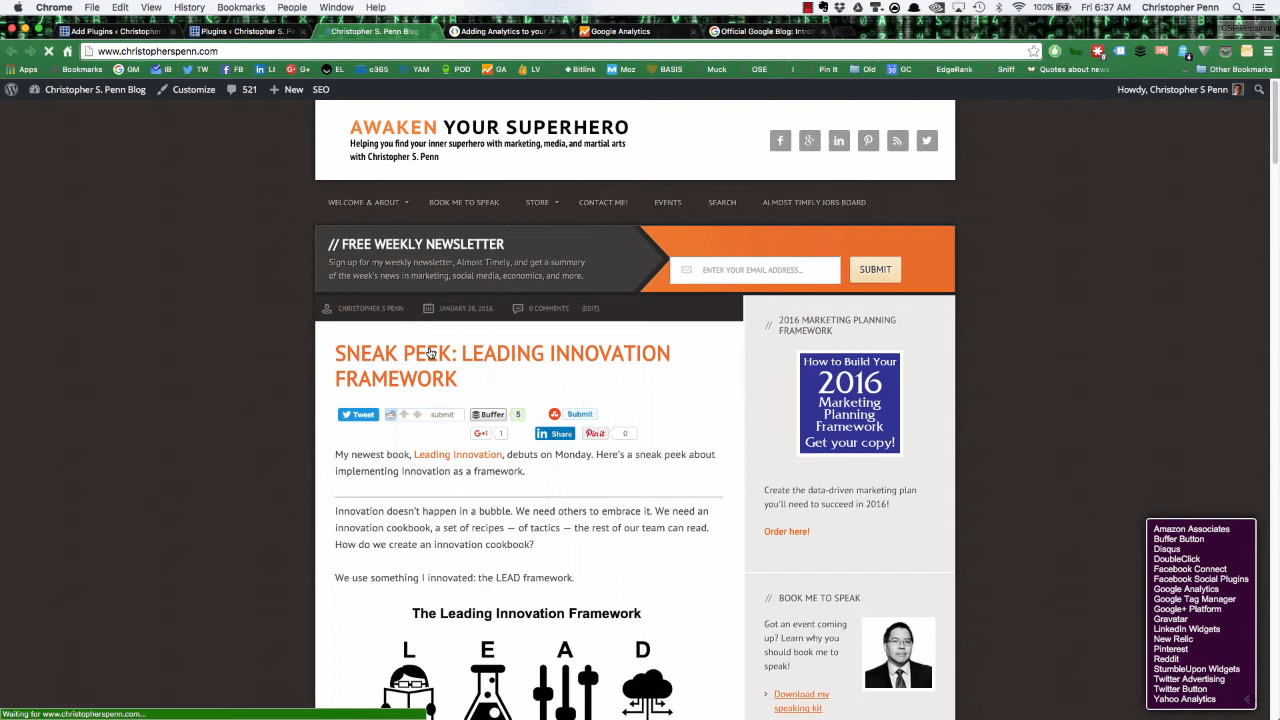 Chrome File Edit View History Bookmarks People Window Help 100% Fri 6:37 AM Christopher Penn
Add Plugins ‹ Christopher Plugins ‹ Christopher S. P Christopher S. Penn Blog Adding Analytics to your A Google Analytics Official Google Blog: Intro CSP Personal
www.christopherspenn.com
Apps Bookmarks GM IB TW FB LI G+ EL o365 YAM POD GA LV Bitlink Moz BASIS Muck OSE Pin It Old GC EdgeRank Sniff Quotes about news Other Bookmarks
Christopher S. Penn Blog Customize 521 New SEO Howdy, Christopher S Penn
AWAKEN YOUR SUPERHERO
Helping you find your inner superhero with marketing, media, and martial arts
with Christopher S. Penn
WELCOME & ABOUT BOOK ME TO SPEAK STORE CONTACT ME! EVENTS SEARCH ALMOST TIMELY JOBS BOARD
// FREE WEEKLY NEWSLETTER
Sign up for my weekly newsletter, Almost Timely, and get a summary
of the week's news in marketing, social media, economics, and more.
ENTER YOUR EMAIL ADDRESS... SUBMIT
CHRISTOPHER S PENN JANUARY 28, 2016 0 COMMENTS (EDIT)
SNEAK PEEK: LEADING INNOVATION
FRAMEWORK
Tweet submit Buffer 5 Submit
G+1 1 in Share Pin it 0
My newest book, Leading Innovation, debuts on Monday. Here's a sneak peek about
implementing innovation as a framework.
Innovation doesn't happen in a bubble. We need others to embrace it. We need an
innovation cookbook, a set of recipes — of tactics — the rest of our team can read.
How do we create an innovation cookbook?
We use something I innovated: the LEAD framework.
The Leading Innovation Framework
L E A D
// 2016 MARKETING PLANNING
FRAMEWORK
How to Build Your
2016
Marketing
Planning
Framework
Get your copy!
Create the data-driven marketing plan
you'll need to succeed in 2016!
Order here!
// BOOK ME TO SPEAK
Got an event coming
up? Learn why you
should book me to
speak!
Download my
speaking kit
Amazon Associates
Buffer Button
Disqus
DoubleClick
Facebook Connect
Facebook Social Plugins
Google Analytics
Google Tag Manager
Google+ Platform
Gravatar
LinkedIn Widgets
New Relic
Pinterest
Reddit
StumbleUpon Widgets
Twitter Advertising
Twitter Button
Yahoo Analytics
Waiting for www.christopherspenn.com...